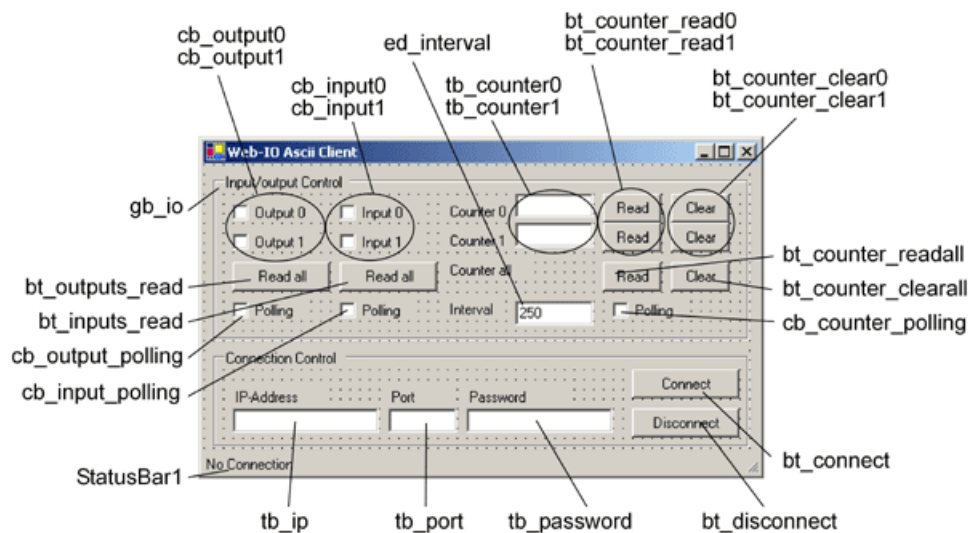 cb_output0
cb_output1
cb_input0
cb_input1
ed_interval
tb_counter0
tb_counter1
bt_counter_read0
bt_counter_read1
bt_counter_clear0
bt_counter_clear1
Web-IO Ascii Client
gb_io
Input/output Control
Output 0
Input 0
Counter 0
Read
Clear
Output 1
Input 1
Counter 1
Read
Clear
bt_outputs_read
Read all
Read all
Counter all
Read
Clear
bt_counter_readall
bt_counter_clearall
bt_inputs_read
Polling
Polling
Interval
250
Polling
cb_counter_polling
cb_output_polling
cb_input_polling
Connection Control
IP-Address
Port
Password
Connect
Disconnect
bt_connect
StatusBar1
No Connection
tb_ip
tb_port
tb_password
bt_disconnect